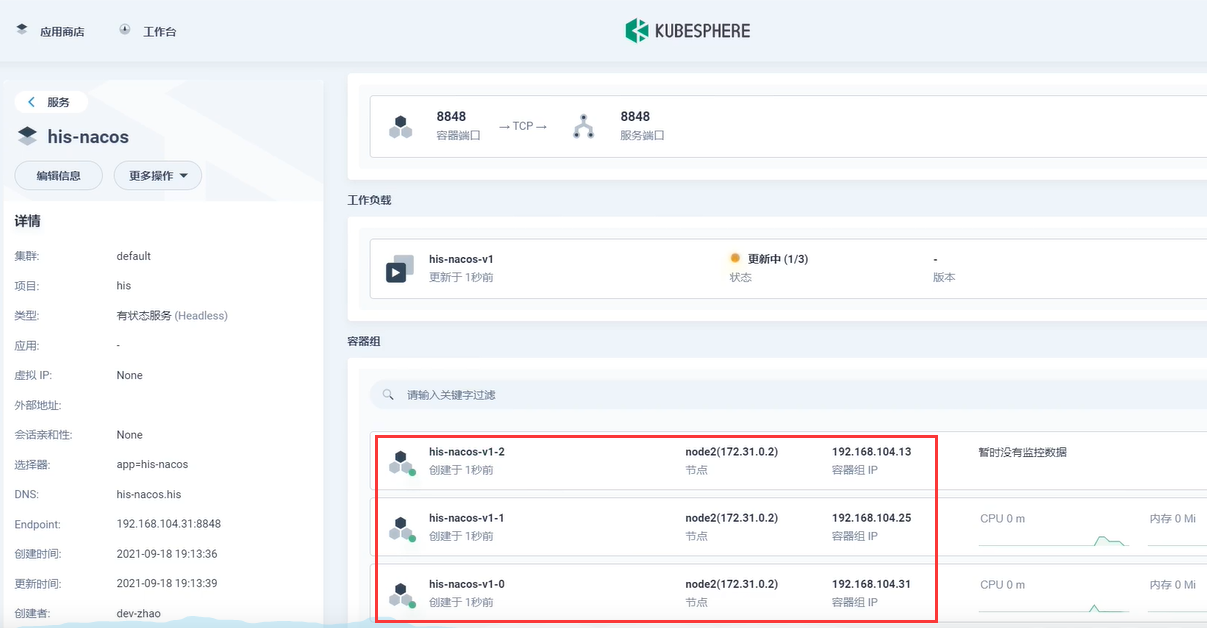 应用商店
工作台
KUBESPHERE
服务
his-nacos
编辑信息
更多操作
详情
集群: default
项目: his
类型: 有状态服务 (Headless)
应用: -
虚拟 IP: None
外部地址:
会话亲和性: None
选择器: app=his-nacos
DNS: his-nacos.his
Endpoint: 192.168.104.31:8848
创建时间: 2021-09-18 19:13:36
更新时间: 2021-09-18 19:13:39
创建者: dev-zhao
8848 →TCP→ 8848
容器端口 服务端口
工作负载
his-nacos-v1 更新中 (1/3) -
更新于 1秒前 状态 版本
容器组
请输入关键字过滤
his-nacos-v1-2 node2(172.31.0.2) 192.168.104.13 暂时没有监控数据
创建于 1秒前 节点 容器组 IP
his-nacos-v1-1 node2(172.31.0.2) 192.168.104.25 CPU 0 m 内存 0 Mi
创建于 1秒前 节点 容器组 IP
his-nacos-v1-0 node2(172.31.0.2) 192.168.104.31 CPU 0 m 内存 0 Mi
创建于 1秒前 节点 容器组 IP